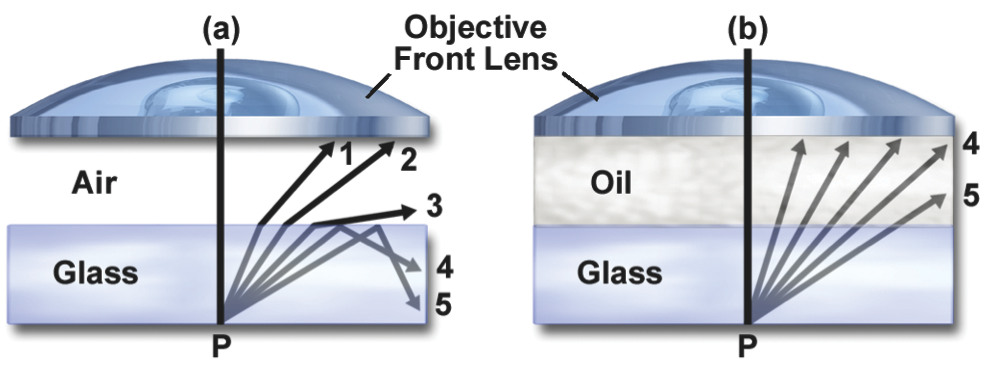 (a)
Objective
Front Lens
(b)
1
2
Air
3
Glass
4
5
P
4
Oil
5
Glass
P